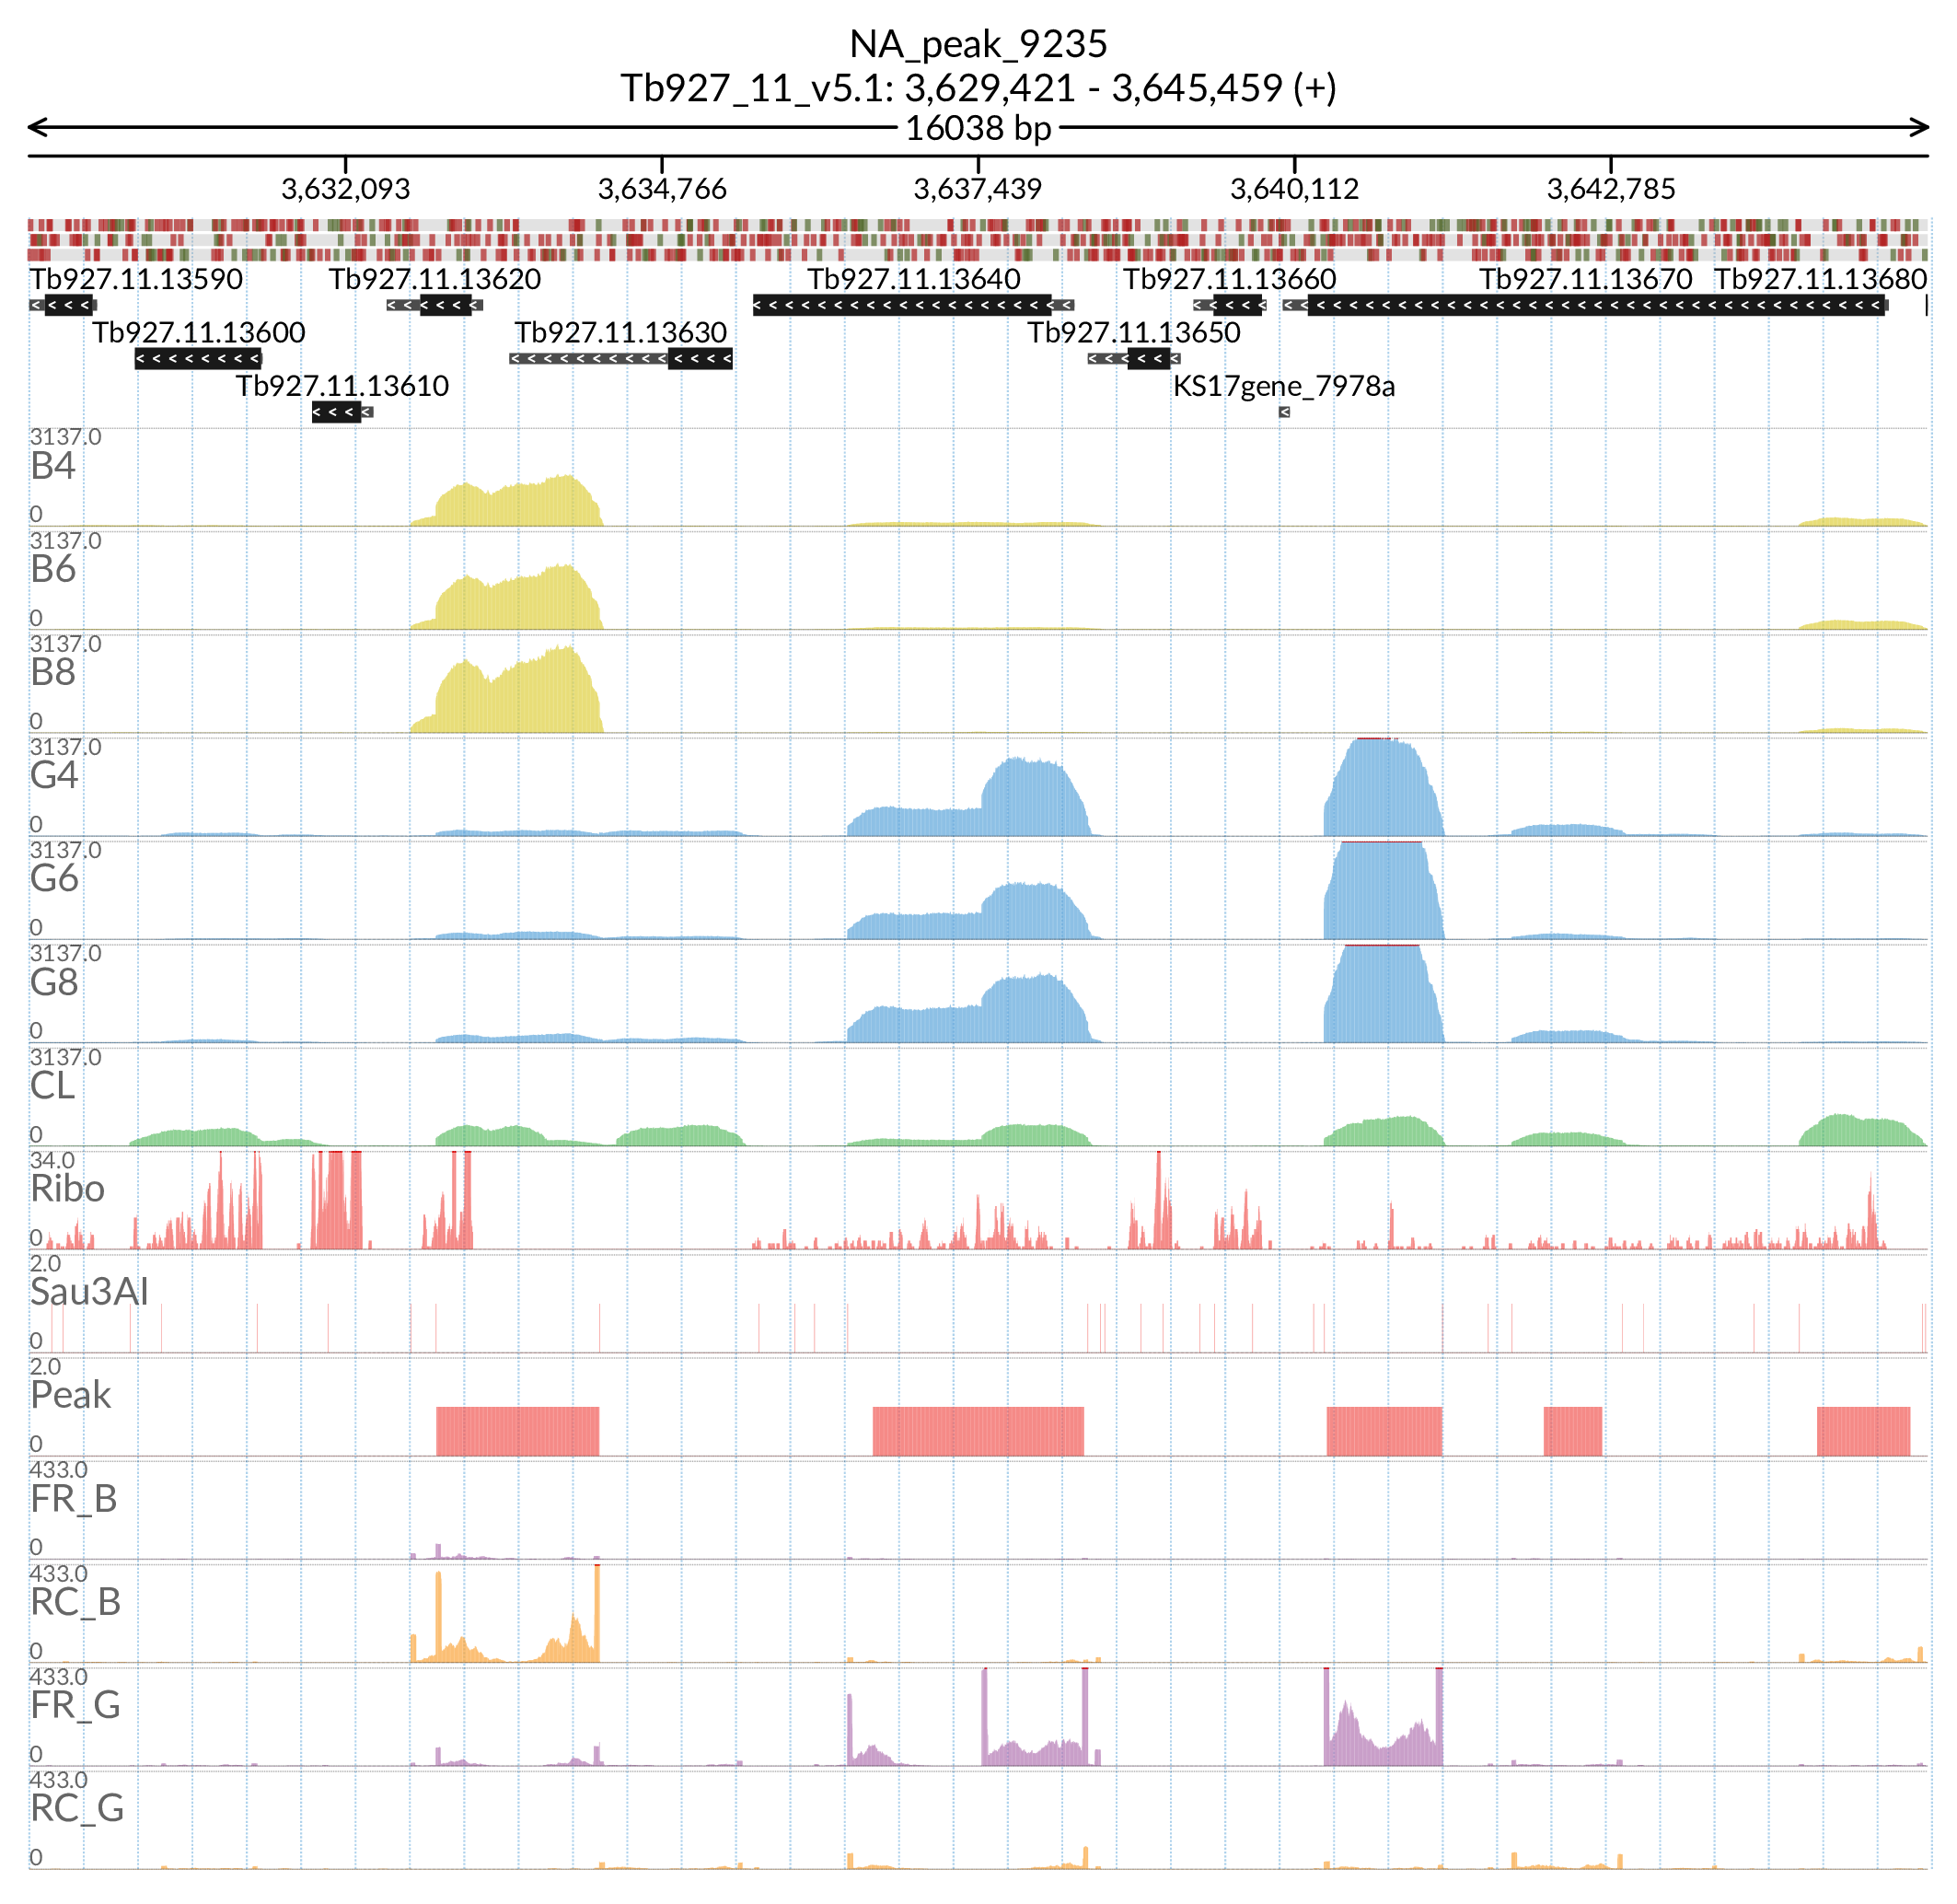 NA_peak_9235
Tb927_11_v5.1: 3,629,421 - 3,645,459 (+)
16038 bp
3,632,093 3,634,766 3,637,439 3,640,112 3,642,785
Tb927.11.13590 Tb927.11.13620 Tb927.11.13640 Tb927.11.13660 Tb927.11.13670 Tb927.11.13680
Tb927.11.13600 Tb927.11.13630 Tb927.11.13650
Tb927.11.13610 KS17gene_7978a
3137.0
B4
0
3137.0
B6
0
3137.0
B8
0
3137.0
G4
0
3137.0
G6
0
3137.0
G8
0
3137.0
CL
0
34.0
Ribo
0
2.0
Sau3AI
0
2.0
Peak
0
433.0
FR_B
0
433.0
RC_B
0
433.0
FR_G
0
433.0
RC_G
0